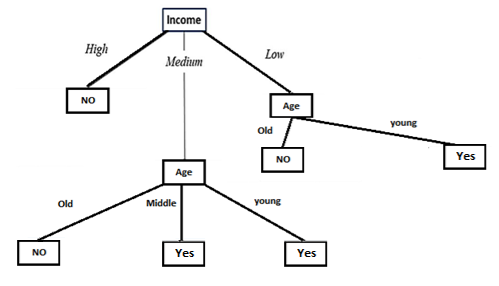 Income
High
Medium
Low
NO
Age
Old
young
NO
Yes
Age
Old
Middle
young
NO
Yes
Yes